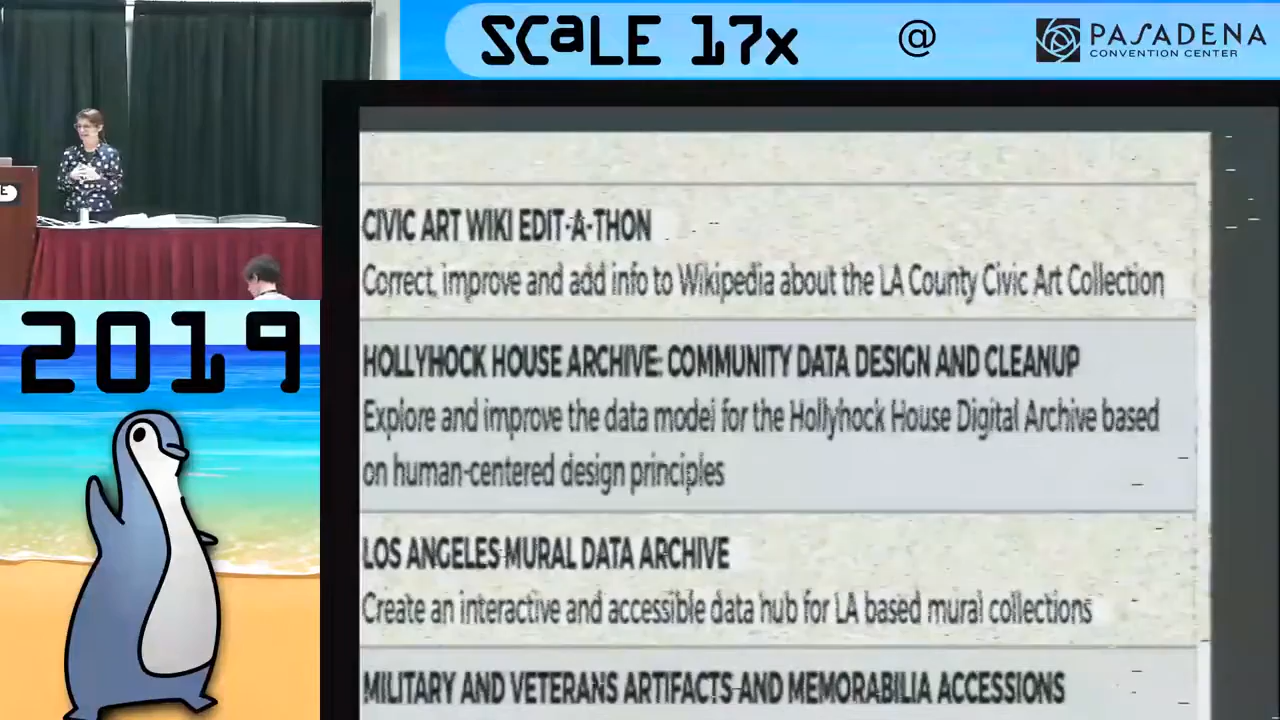 SCaLE 17x
@
PASADENA
CONVENTION CENTER
E
CIVIC ART WIKI EDIT-A-THON
Correct, improve and add info to Wikipedia about the LA County Civic Art Collection
HOLLYHOCK HOUSE ARCHIVE: COMMUNITY DATA DESIGN AND CLEANUP
Explore and improve the data model for the Hollyhock House Digital Archive based
on human-centered design principles
LOS ANGELES MURAL DATA ARCHIVE
Create an interactive and accessible data hub for LA based mural collections
MILITARY AND VETERANS ARTIFACTS AND MEMORABILIA ACCESSIONS
2019